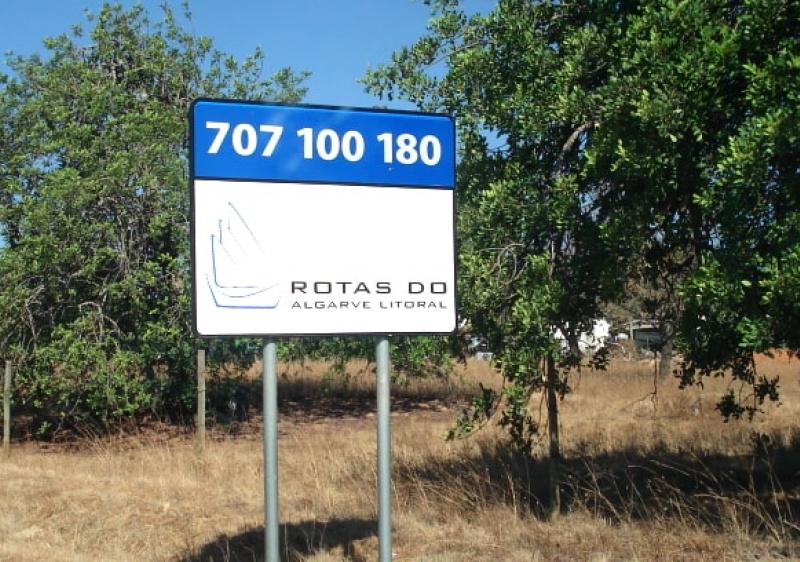 707 100 180
ROTAS DO
ALGARVE LITORAL